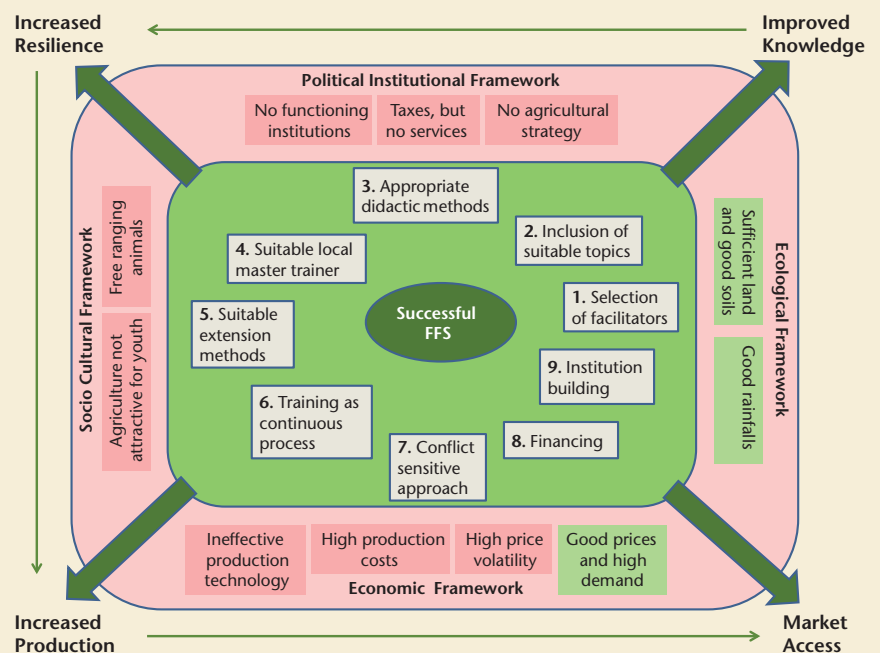 Increased
Resilience
Improved
Knowledge
Political Institutional Framework
No functioning
institutions
Taxes, but
no services
No agricultural
strategy
Socio Cultural Framework
Free ranging
animals
Agriculture not
attractive for youth
3. Appropriate
didactic methods
2. Inclusion of
suitable topics
4. Suitable local
master trainer
1. Selection
of facilitators
Successful
FFS
5. Suitable
extension
methods
9. Institution
building
6. Training as
continuous
process
7. Conflict
sensitive
approach
8. Financing
Sufficient land
and good soils
Good rainfalls
Ecological Framework
Ineffective
production
technology
High production
costs
High price
volatility
Good prices
and high
demand
Economic Framework
Increased
Production
Market
Access